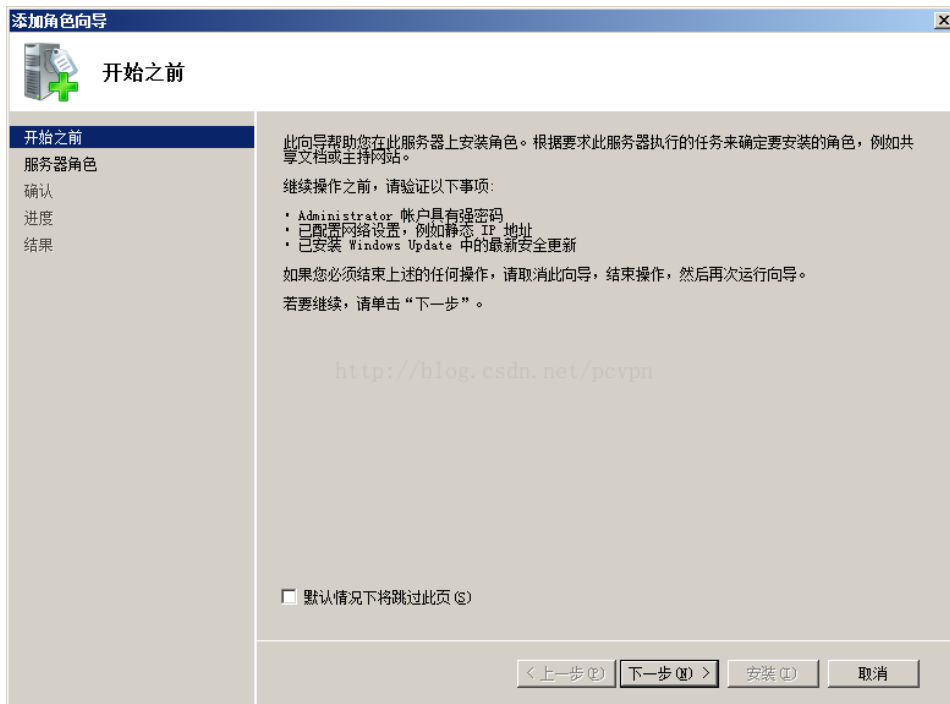 添加角色向导
开始之前
开始之前
服务器角色
确认
进度
结果
此向导帮助您在此服务器上安装角色。根据要求此服务器执行的任务来确定要安装的角色，例如共
享文档或主持网站。
继续操作之前，请验证以下事项:
· Administrator 帐户具有强密码
· 已配置网络设置，例如静态 IP 地址
· 已安装 Windows Update 中的最新安全更新
如果您必须结束上述的任何操作，请取消此向导，结束操作，然后再次运行向导。
若要继续，请单击“下一步”。
http://blog.csdn.net/pcvpn
默认情况下将跳过此页(S)
< 上一步(P) 下一步(N) > 安装(I) 取消